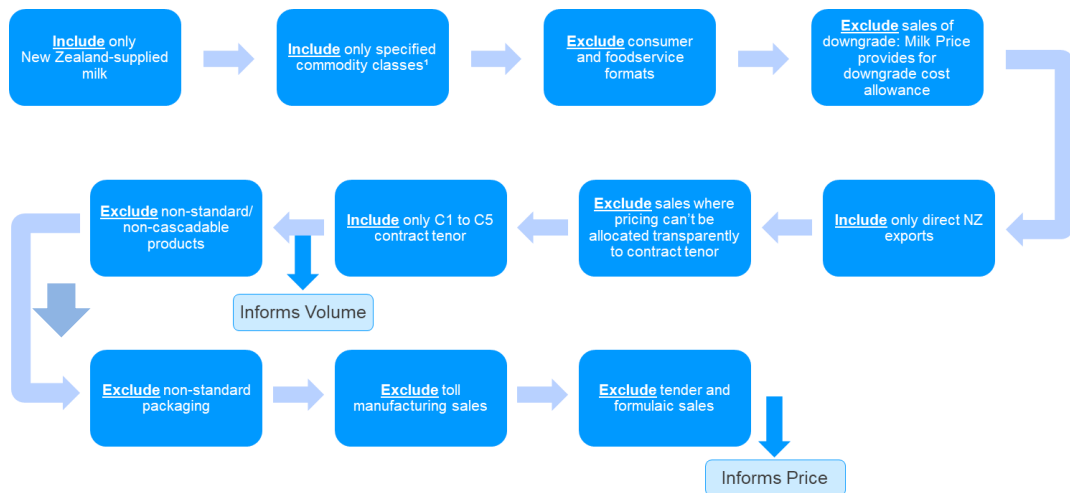 Include only
New Zealand-supplied
milk
Include only specified
commodity classes¹
Exclude consumer
and foodservice
formats
Exclude sales of
downgrade: Milk Price
provides for
downgrade cost
allowance
Include only direct NZ
exports
Exclude sales where
pricing can't be
allocated transparently
to contract tenor
Include only C1 to C5
contract tenor
Exclude non-standard/
non-cascadable
products
Informs Volume
Exclude non-standard
packaging
Exclude toll
manufacturing sales
Exclude tender and
formulaic sales
Informs Price